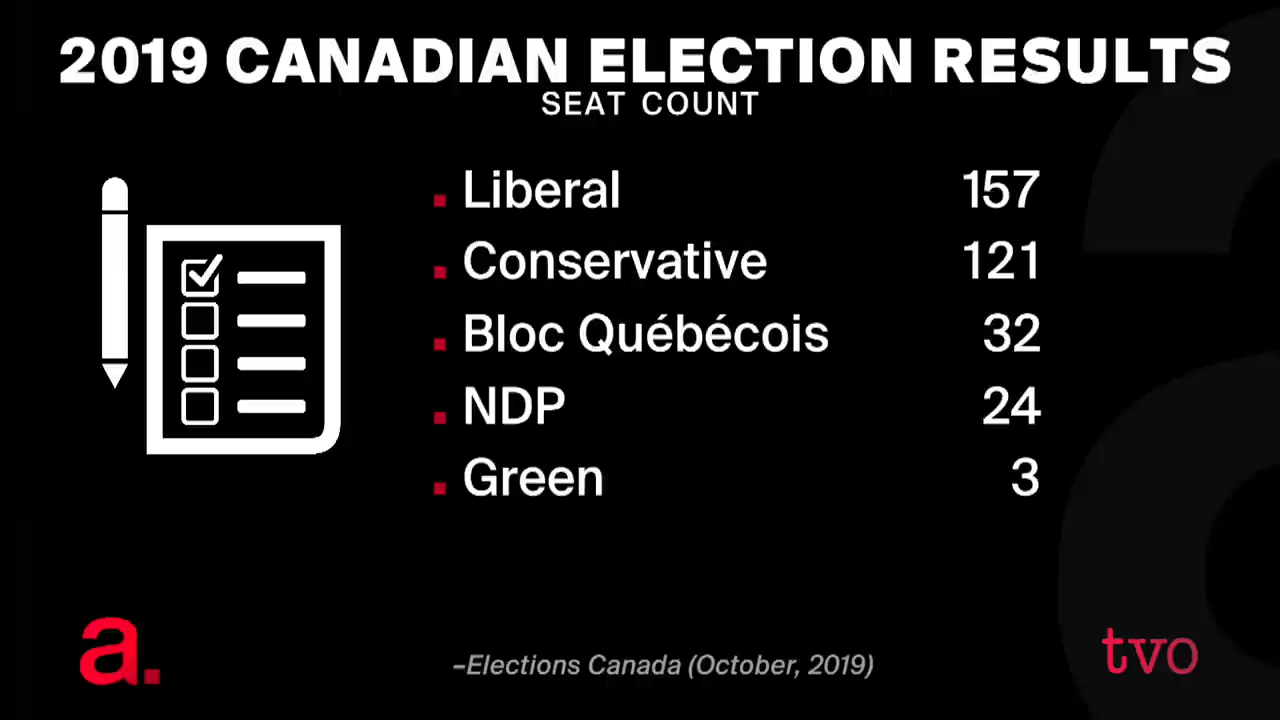 2019 CANADIAN ELECTION RESULTS
SEAT COUNT
Liberal 157
Conservative 121
Bloc Québécois 32
NDP 24
Green 3
a.
–Elections Canada (October, 2019)
tvo